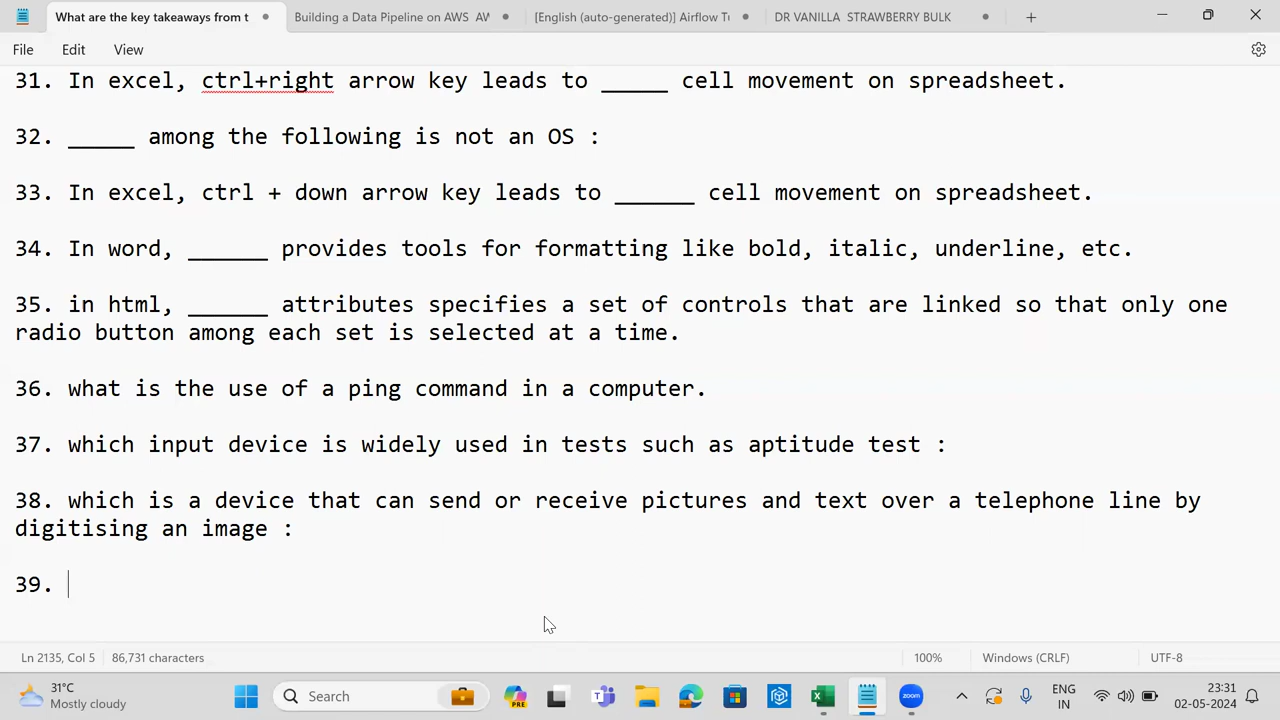 What are the key takeaways from t
Building a Data Pipeline on AWS AV
[English (auto-generated)] Airflow Tu
DR VANILLA STRAWBERRY BULK
File Edit View
31. In excel, ctrl+right arrow key leads to _____ cell movement on spreadsheet.
32. _____ among the following is not an OS :
33. In excel, ctrl + down arrow key leads to ______ cell movement on spreadsheet.
34. In word, ______ provides tools for formatting like bold, italic, underline, etc.
35. in html, ______ attributes specifies a set of controls that are linked so that only one
radio button among each set is selected at a time.
36. what is the use of a ping command in a computer.
37. which input device is widely used in tests such as aptitude test :
38. which is a device that can send or receive pictures and text over a telephone line by
digitising an image :
39.
Ln 2135, Col 5 86,731 characters 100% Windows (CRLF) UTF-8
31°C
Mostly cloudy
Search
PRE
zoom
ENG
IN
23:31
02-05-2024